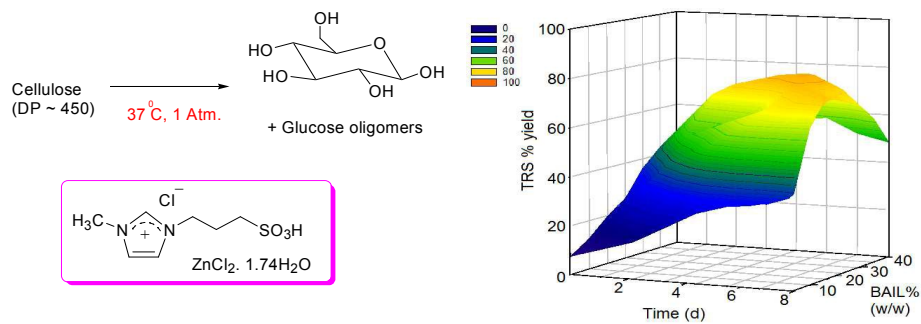 Cellulose
(DP ~ 450)
37 °C, 1 Atm.
OH
HO
O
HO
HO
OH
OH
+ Glucose oligomers
Cl⁻
H₃C
N
+
N
SO₃H
ZnCl₂. 1.74H₂O
0
20
40
60
80
100
TRS % yield
100
80
60
40
20
0
2
4
6
8
Time (d)
10
20
30
40
BAIL%
(w/w)